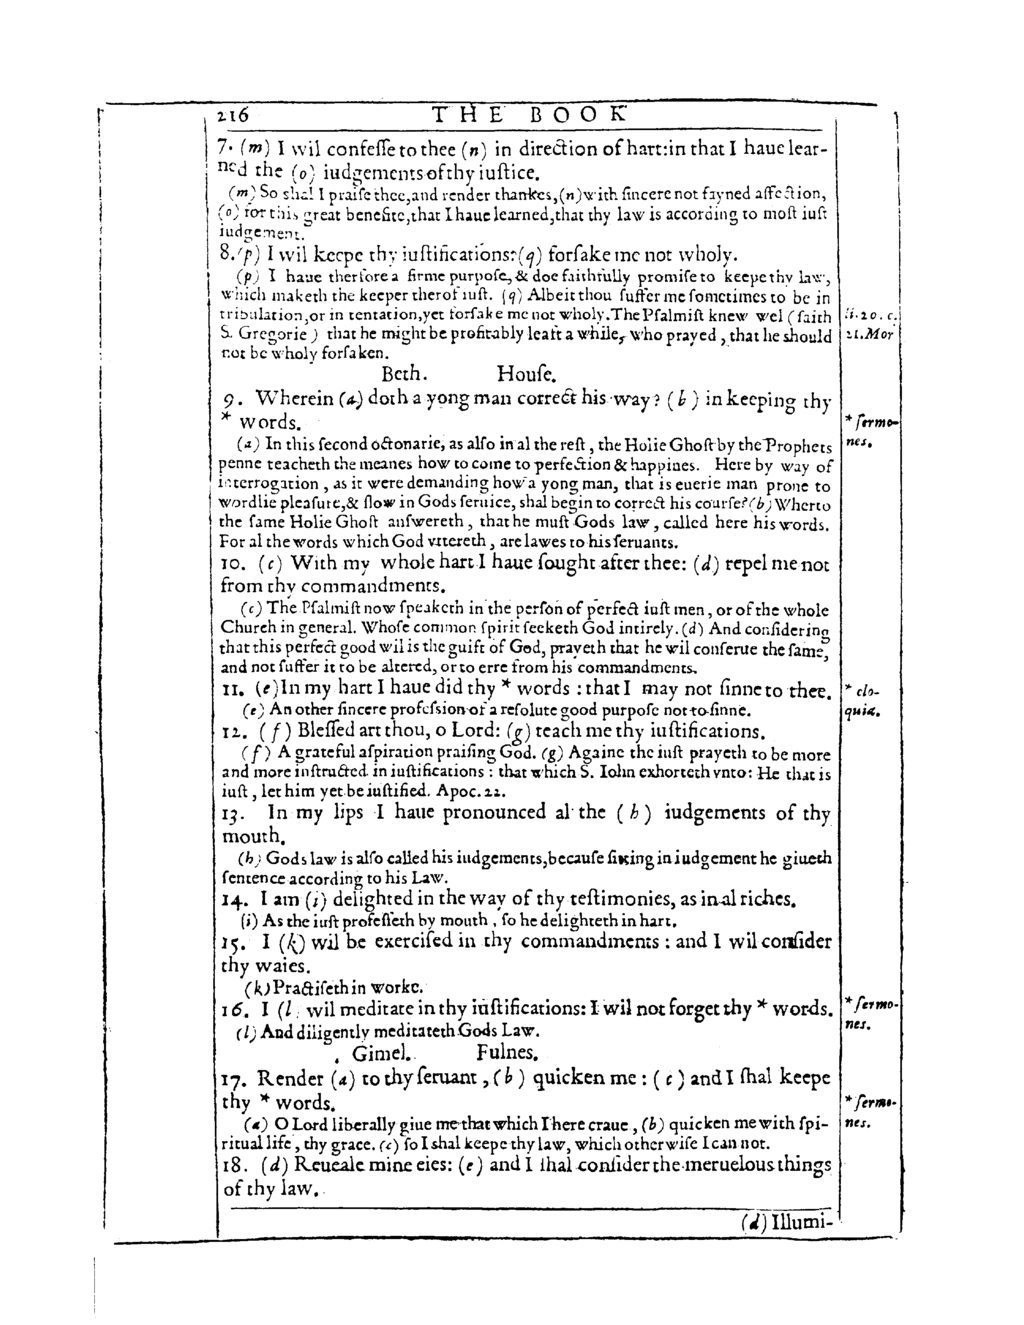 216 THE BOOK
7. (m) I wil confeſſe to thee (n) in direction of hart: in that I haue lear-
ned the (o) iudgements of thy iuſtice.
(m) So shal I praiſe thee, and render thankes, (n) with ſincere not fayned affection,
(o) for this great benefite, that I haue learned, that thy law is according to moſt iuſt
iudgement.
8. (p) I wil keepe thy iuſtifications: (q) forſake me not wholy.
(p) I haue therfore a firme purpoſe, & doe faithfully promiſe to keepe thy law,
which maketh the keeper therof iuſt. (q) Albeit thou ſuffer me ſometimes to be in
tribulation, or in tentation, yet forſake me not wholy. The Pſalmiſt knew wel (ſaith
li. 20. c.
S. Gregorie) that he might be profitably leaft a while, who prayed, that he should
21. Mor
not be wholy forſaken.
Beth. Houſe.
9. Wherein (a) doth a yong man correct his way? (b) in keeping thy
* words.
* ſermo-
nes.
(a) In this ſecond octonarie, as alſo in al the reſt, the Holie Ghoſt by the Prophets
penne teacheth the meanes how to come to perfection & happines. Here by way of
interrogation, as it were demanding how a yong man, that is euerie man prone to
wordlie pleaſure, & ſlow in Gods ſeruice, shal begin to correct his courſe? (b) Wherto
the ſame Holie Ghoſt anſwereth, that he muſt Gods law, called here his words.
For al the words which God vttereth, are lawes to his ſeruants.
10. (c) With my whole hart I haue ſought after thee: (d) repel me not
from thy commandments.
(c) The Pſalmiſt now ſpeaketh in the perſon of perfect iuſt men, or of the whole
Church in general. Whoſe common ſpirit ſeeketh God intirely. (d) And conſidering
that this perfect good wil is the guift of God, prayeth that he wil conſerue the ſame,
and not ſuffer it to be altered, or to erre from his commandments.
11. (e) In my hart I haue did thy * words: that I may not ſinne to thee.
* elo-
quia.
(e) An other ſincere profeſsion of a reſolute good purpoſe not to ſinne.
12. (f) Bleſſed art thou, o Lord: (g) teach me thy iuſtifications.
(f) A grateful aſpiration praiſing God. (g) Againe the iuſt prayeth to be more
and more inſtructed in iuſtifications: that which S. Iohn exhorteth vnto: He that is
iuſt, let him yet be iuſtified. Apoc. 22.
13. In my lips I haue pronounced al the (h) iudgements of thy
mouth.
(h) Gods law is alſo called his iudgements, becauſe ſitting in iudgement he giueth
ſentence according to his Law.
14. I am (i) delighted in the way of thy teſtimonies, as in al riches.
(i) As the iuſt profeſſeth by mouth, ſo he delighteth in hart.
15. I (k) wil be exerciſed in thy commandments: and I wil conſider
thy waies.
(k) Practiſeth in worke.
16. I (l) wil meditate in thy iuſtifications: I wil not forget thy * words.
* ſermo-
nes.
(l) And diligently meditateth Gods Law.
Gimel. Fulnes.
17. Render (a) to thy ſeruant, (b) quicken me: (c) and I ſhal keepe
thy * words.
* ſermo-
nes.
(a) O Lord liberally giue me that which I here craue, (b) quicken me with ſpi-
ritual life, thy grace. (c) ſo I shal keepe thy law, which otherwiſe I can not.
18. (d) Reueale mine eies: (e) and I ſhal conſider the meruelous things
of thy law.
(d) Illumi-